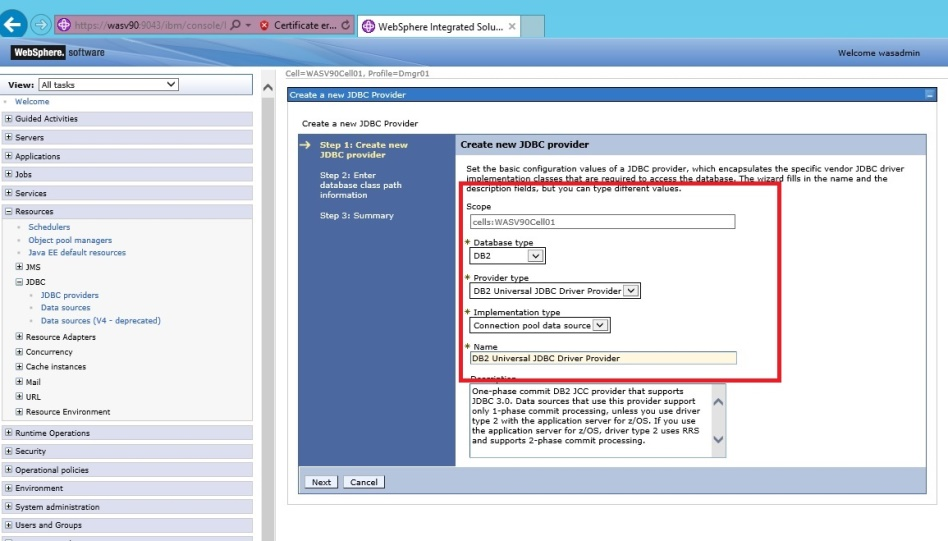 https://wasv90:9043/ibm/console/l
Certificate er...
WebSphere Integrated Solu...
WebSphere. software
Welcome wasadmin
View: All tasks
Welcome
Guided Activities
Servers
Applications
Jobs
Services
Resources
Schedulers
Object pool managers
Java EE default resources
JMS
JDBC
JDBC providers
Data sources
Data sources (V4 - deprecated)
Resource Adapters
Concurrency
Cache instances
Mail
URL
Resource Environment
Runtime Operations
Security
Operational policies
Environment
System administration
Users and Groups
Cell=WASV90Cell01, Profile=Dmgr01
Create a new JDBC Provider
Create a new JDBC Provider
Step 1: Create new
JDBC provider
Step 2: Enter
database class path
information
Step 3: Summary
Create new JDBC provider
Set the basic configuration values of a JDBC provider, which encapsulates the specific vendor JDBC driver
implementation classes that are required to access the database. The wizard fills in the name and the
description fields, but you can type different values.
Scope
cells:WASV90Cell01
* Database type
DB2
* Provider type
DB2 Universal JDBC Driver Provider
* Implementation type
Connection pool data source
* Name
DB2 Universal JDBC Driver Provider
Description
One-phase commit DB2 JCC provider that supports
JDBC 3.0. Data sources that use this provider support
only 1-phase commit processing, unless you use driver
type 2 with the application server for z/OS. If you use
the application server for z/OS, driver type 2 uses RRS
and supports 2-phase commit processing.
Next Cancel